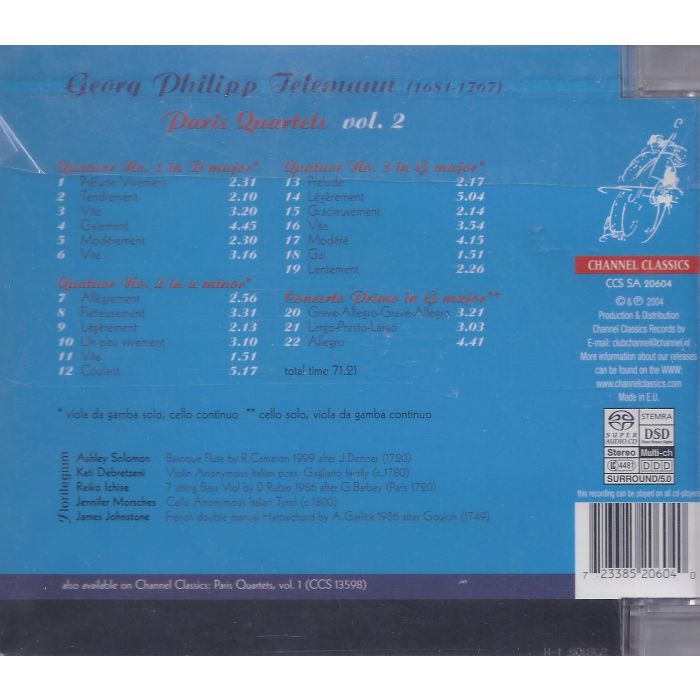 Georg Philipp Telemann (1681-1767)
Paris Quartets vol. 2
Quatuor No. 1 in D major*
1 Prélude Vivement 2.31
2 Tendrement 2.10
3 Vite 3.20
4 Gaiement 4.45
5 Modérement 2.30
6 Vite 3.16
Quatuor No. 2 in a minor*
7 Allègrement 2.56
8 Flatteusement 3.31
9 Légèrement 2.13
10 Un peu vivement 3.10
11 Vite 1.51
12 Coulant 5.17
Quatuor No. 3 in G major*
13 Prélude 2.17
14 Légèrement 5.04
15 Gracieusement 2.14
16 Vite 3.54
17 Modéré 4.15
18 Gai 1.51
19 Lentement 2.26
Concerto Primo in G major**
20 Grave-Allegro-Grave-Allegro 3.21
21 Largo-Presto-Largo 3.03
22 Allegro 4.41
total time 71.21
* viola da gamba solo, cello continuo ** cello solo, viola da gamba continuo
Florilegium
Ashley Solomon Baroque Flute by R.Cameron 1999 after J.Denner (1720)
Kati Debretzeni Violin Anonymous Italian poss. Gagliano family (c.1780)
Reiko Ichise 7 string Bass Viol by D.Rubio 1986 after G.Barbey (Paris 1720)
Jennifer Morsches Cello Anonymous Italian Tyrol (c.1800)
James Johnstone French double manual Harpsichord by A.Garlick 1986 after Goujon (1749)
also available on Channel Classics: Paris Quartets, vol. 1 (CCS 13598)
CHANNEL CLASSICS
CCS SA 20604
© & ℗ 2004
Production & Distribution
Channel Classics Records bv
E-mail: clubchannel@channel.nl
More information about our releases
can be found on the WWW:
www.channelclassics.com
Made in E.U.
SUPER AUDIO CD
STEMRA
DSD
Direct Stream Digital
Stereo Multi-ch
LC 4481 DDD
SURROUND/5.0
this recording can be played on all cd-players
7 23385 20604 0